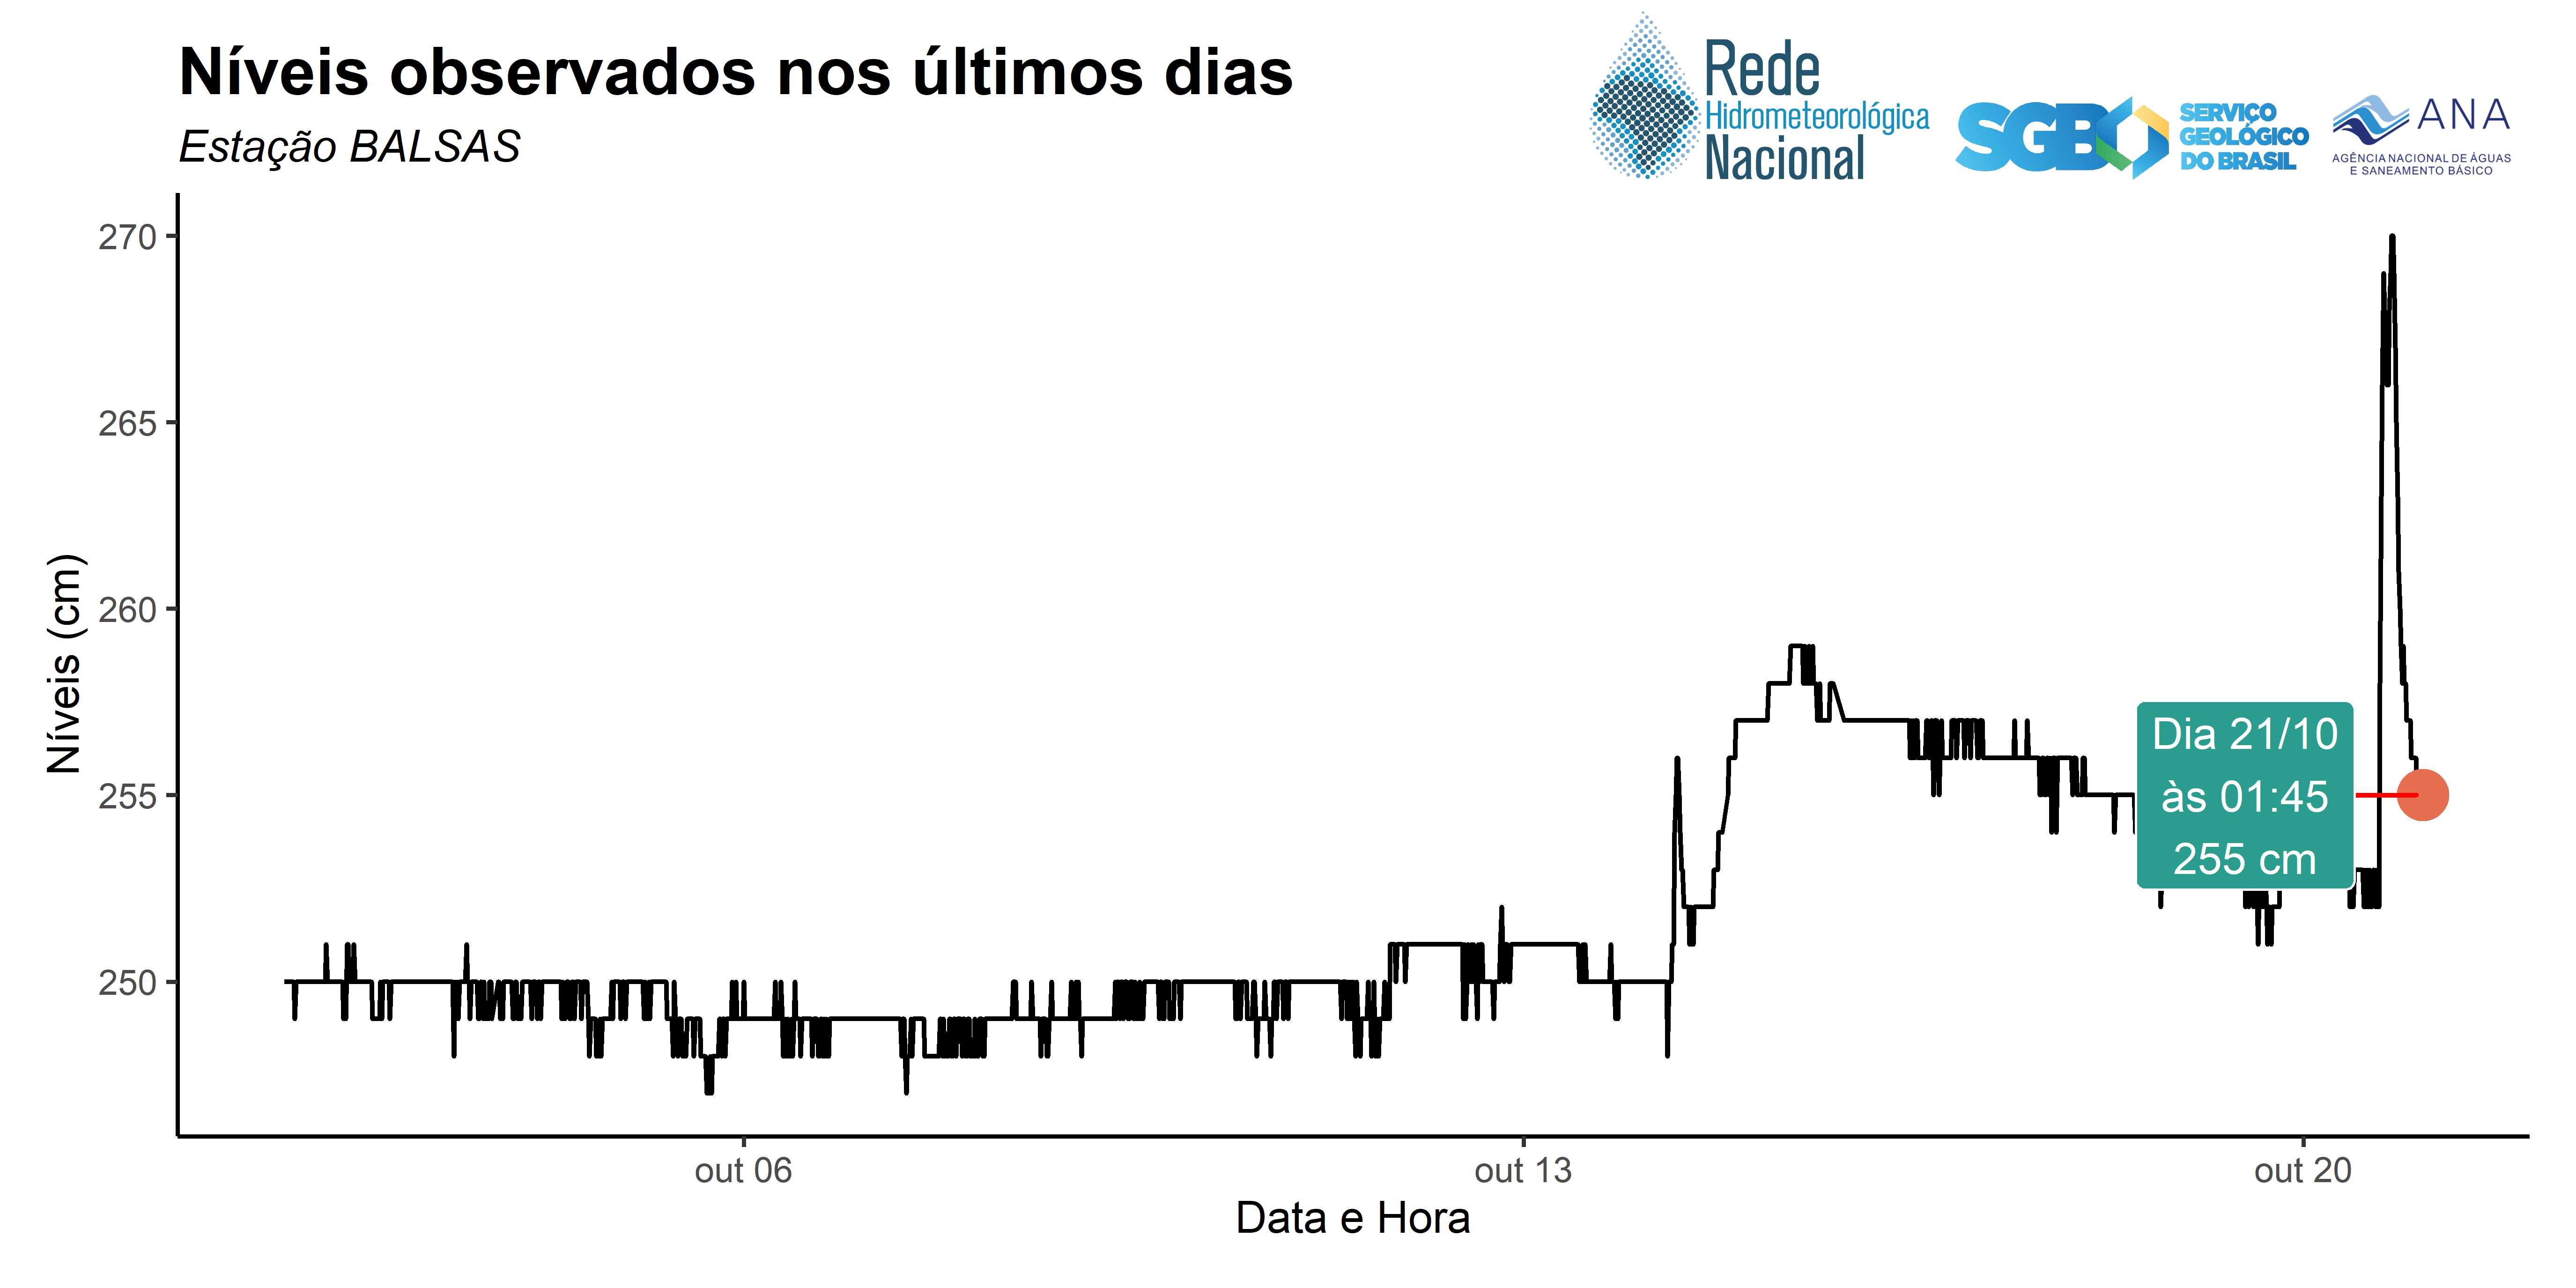 Níveis observados nos últimos dias
Estação BALSAS
Rede
Hidrometeorológica
Nacional
SGB
SERVIÇO
GEOLÓGICO
DO BRASIL
ANA
AGÊNCIA NACIONAL DE ÁGUAS
E SANEAMENTO BÁSICO
Níveis (cm)
270
265
260
255
250
Dia 21/10
às 01:45
255 cm
out 06
out 13
out 20
Data e Hora